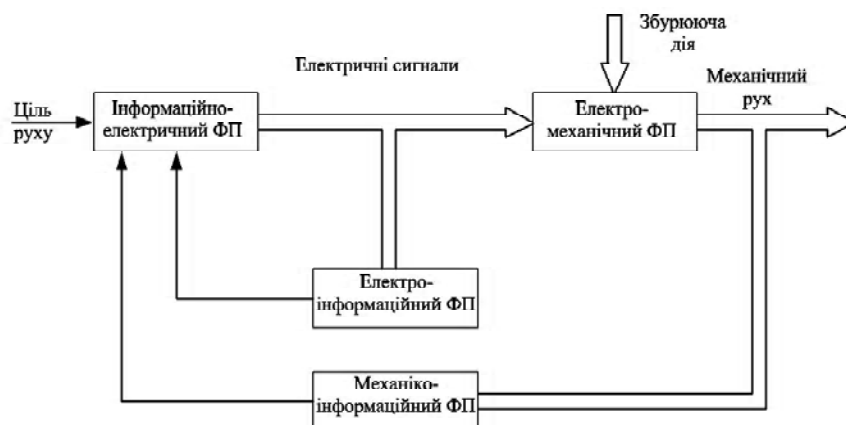 Збурююча
дія
Електричні сигнали
Механічний
рух
Ціль
руху
Інформаційно-
електричний ФП
Електро-
механічний ФП
Електро-
інформаційний ФП
Механіко-
інформаційний ФП